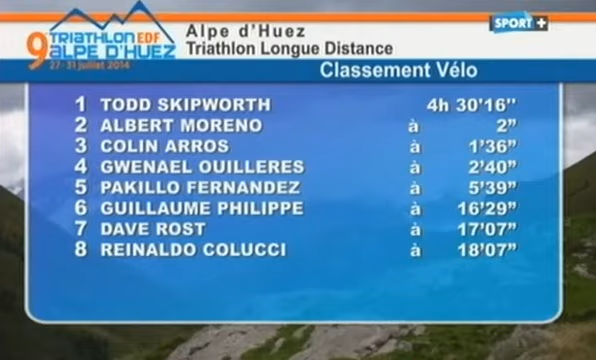 9 TRIATHLON EDF
ALPE D'HUEZ
27-31 juillet 2014
Alpe d'Huez
Triathlon Longue Distance
SPORT +
Classement Vélo
1 TODD SKIPWORTH 4h 30'16"
2 ALBERT MORENO à 2"
3 COLIN ARROS à 1'36"
4 GWENAEL OUILLERES à 2'40"
5 PAKILLO FERNANDEZ à 5'39"
6 GUILLAUME PHILIPPE à 16'29"
7 DAVE ROST à 17'07"
8 REINALDO COLUCCI à 18'07"